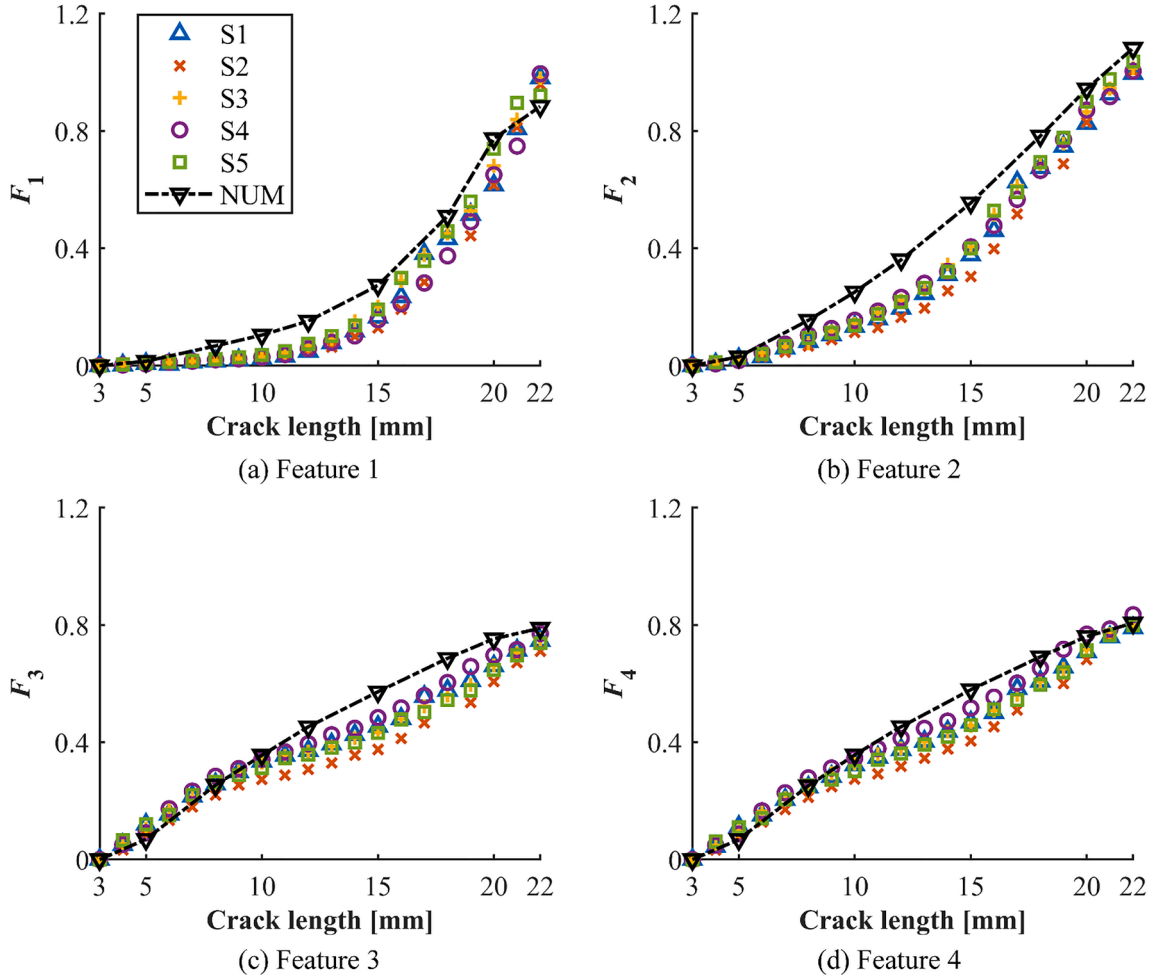 1.2
0.8
0.4
0
F1
S1
S2
S3
S4
S5
NUM
3 5 10 15 20 22
Crack length [mm]
(a) Feature 1
1.2
0.8
0.4
0
F2
3 5 10 15 20 22
Crack length [mm]
(b) Feature 2
1.2
0.8
0.4
0
F3
3 5 10 15 20 22
Crack length [mm]
(c) Feature 3
1.2
0.8
0.4
0
F4
3 5 10 15 20 22
Crack length [mm]
(d) Feature 4